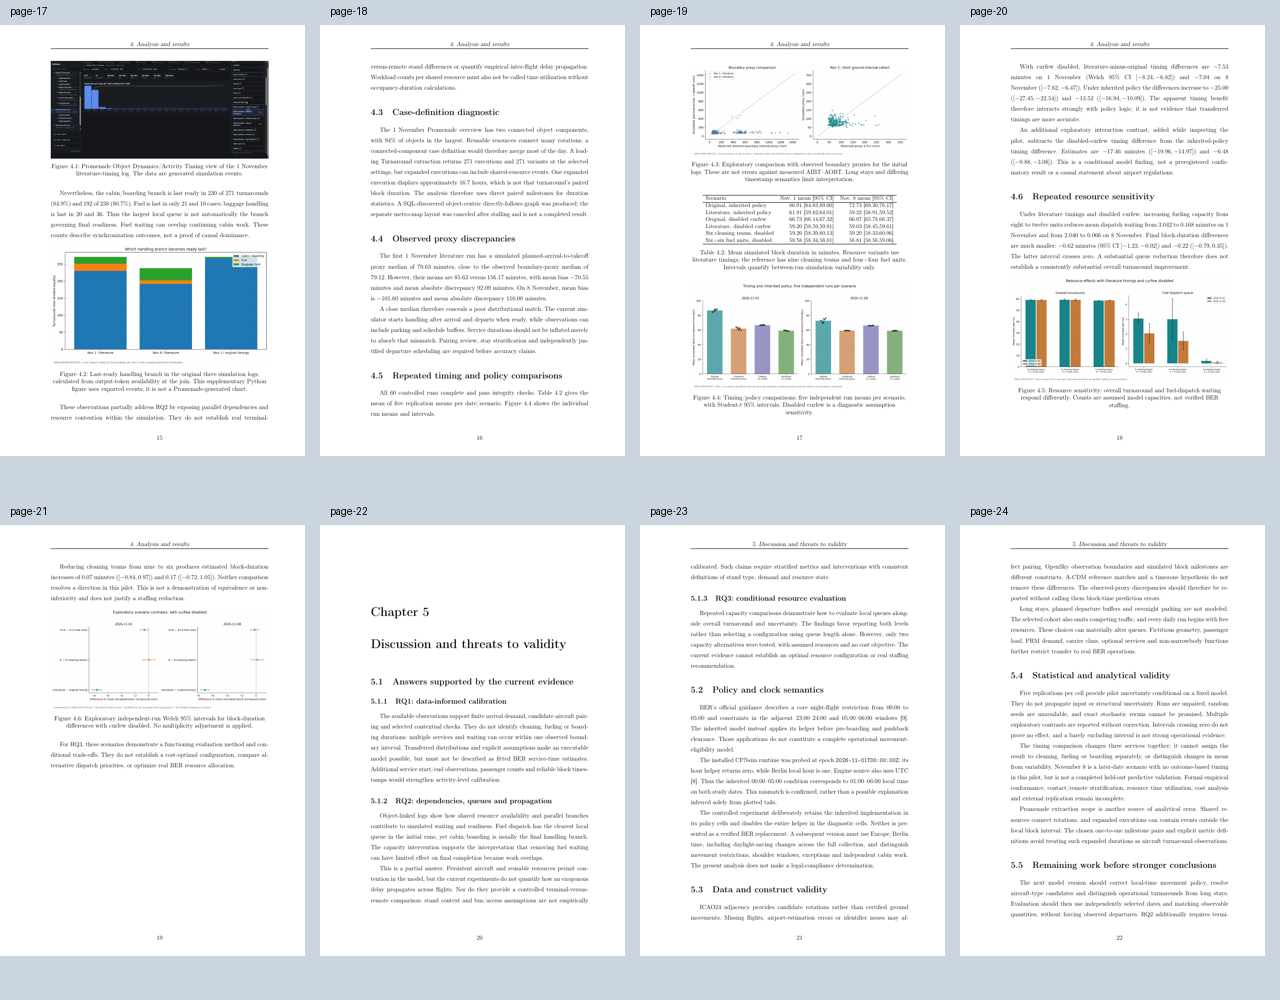 page-17
4. Analysis and results
Figure 4.1: Promenade Object Dynamics/Activity Timing view of the 1 November
literature-timing log. The data are generated simulation events.
Nevertheless, the cabin/boarding branch is last ready in 230 of 271 turnarounds
(84.9%) and 192 of 238 (80.7%). Fuel is last in only 21 and 10 cases; baggage handling
is last in 20 and 36. Thus the largest local queue is not automatically the branch
governing final readiness. Fuel waiting can overlap continuing cabin work. These
counts describe synchronization outcomes, not a proof of causal dominance.
Which handling branch becomes ready last?
Nov 1 / literature
Nov 8 / literature
Nov 1 / original timings
Figure 4.2: Last-ready handling branch in the original three simulation logs,
calculated from output-token availability at the join. This supplementary Python
figure uses exported events; it is not a Promenade-generated chart.
These observations partially address RQ2 by exposing parallel dependencies and
resource contention within the simulation. They do not establish real terminal-
15
page-18
4. Analysis and results
versus-remote stand differences or quantify empirical inter-flight delay propagation.
Workload counts per shared resource must also not be called time utilization without
occupancy-duration calculations.
4.3 Case-definition diagnostic
The 1 November Promenade overview has two connected object components,
with 94% of objects in the largest. Reusable resources connect many rotations; a
connected-component case definition would therefore merge most of the day. A lead-
ing Turnaround extraction returns 271 executions and 271 variants at the selected
settings, but expanded executions can include shared-resource events. One expanded
execution displays approximately 16.7 hours, which is not that turnaround's paired
block duration. The analysis therefore uses direct paired milestones for duration
statistics. A SQL-discovered object-centric directly-follows graph was produced; the
separate metro-map layout was canceled after stalling and is not a completed result.
4.4 Observed proxy discrepancies
The first 1 November literature run has a simulated planned-arrival-to-takeoff
proxy median of 79.63 minutes, close to the observed boundary-proxy median of
79.12. However, their means are 85.63 versus 156.17 minutes, with mean bias −70.55
minutes and mean absolute discrepancy 92.09 minutes. On 8 November, mean bias
is −101.60 minutes and mean absolute discrepancy 116.00 minutes.
A close median therefore conceals a poor distributional match. The current sim-
ulator starts handling after arrival and departs when ready, while observations can
include parking and schedule buffers. Service durations should not be inflated merely
to absorb that mismatch. Pairing review, stay stratification and independently jus-
tified departure scheduling are required before accuracy claims.
4.5 Repeated timing and policy comparisons
All 60 controlled runs complete and pass integrity checks. Table 4.2 gives the
mean of five replication means per date/scenario. Figure 4.4 shows the individual
run means and intervals.
16
page-19
4. Analysis and results
Boundary proxy comparison
Nov 1: short ground-interval cohort
Figure 4.3: Exploratory comparison with observed boundary proxies for the initial
logs. These are not errors against measured AIBT–AOBT. Long stays and differing
timestamp semantics limit interpretation.
Scenario Nov. 1 mean [95% CI] Nov. 8 mean [95% CI]
Original, inherited policy 86.91 [84.83,89.00] 72.73 [69.30,76.17]
Literature, inherited policy 61.91 [59.82,64.01] 59.22 [58.91,59.52]
Original, disabled curfew 66.73 [66.14,67.32] 66.07 [65.78,66.37]
Literature, disabled curfew 59.20 [58.59,59.81] 59.03 [58.45,59.61]
Six cleaning teams, disabled 59.26 [58.39,60.13] 59.20 [58.33,60.06]
Six+six fuel units, disabled 58.58 [58.34,58.81] 58.81 [58.56,59.06]
Table 4.2: Mean simulated block duration in minutes. Resource variants use
literature timings; the reference has nine cleaning teams and four+four fuel units.
Intervals quantify between-run simulation variability only.
Timing and inherited policy, five independent runs per scenario
2026-11-01
2026-11-08
Figure 4.4: Timing/policy comparisons: five independent run means per scenario,
with Student-t 95% intervals. Disabled curfew is a diagnostic assumption
sensitivity.
17
page-20
4. Analysis and results
With curfew disabled, literature-minus-original timing differences are −7.53
minutes on 1 November (Welch 95% CI [−8.24, −6.82]) and −7.04 on 8
November ([−7.62, −6.47]). Under inherited policy the differences increase to −25.00
([−27.45, −22.54]) and −13.52 ([−16.94, −10.09]). The apparent timing benefit
therefore interacts strongly with policy logic; it is not evidence that transferred
timings are more accurate.
An additional exploratory interaction contrast, added while inspecting the
pilot, subtracts the disabled-curfew timing difference from the inherited-policy
timing difference. Estimates are −17.46 minutes ([−19.96, −14.97]) and −6.48
([−9.88, −3.08]). This is a conditional model finding, not a preregistered confir-
matory result or a causal statement about airport regulations.
4.6 Repeated resource sensitivity
Under literature timings and disabled curfew, increasing fueling capacity from
eight to twelve units reduces mean dispatch waiting from 3.042 to 0.168 minutes on 1
November and from 2.040 to 0.066 on 8 November. Final block-duration differences
are much smaller: −0.62 minutes (95% CI [−1.23, −0.02]) and −0.22 ([−0.79, 0.35]).
The latter interval crosses zero. A substantial queue reduction therefore does not
establish a consistently substantial overall turnaround improvement.
Resource effects with literature timings and curfew disabled
Overall turnaround
Fuel dispatch queue
Figure 4.5: Resource sensitivity: overall turnaround and fuel-dispatch waiting
respond differently. Counts are assumed model capacities, not verified BER
staffing.
18
page-21
4. Analysis and results
Reducing cleaning teams from nine to six produces estimated block-duration
increases of 0.07 minutes ([−0.84, 0.97]) and 0.17 ([−0.72, 1.05]). Neither comparison
resolves a direction in this pilot. This is not a demonstration of equivalence or non-
inferiority and does not justify a staffing reduction.
Exploratory scenario contrasts, with curfew disabled
2026-11-01
2026-11-08
Figure 4.6: Exploratory independent-run Welch 95% intervals for block-duration
differences with curfew disabled. No multiplicity adjustment is applied.
For RQ3, these scenarios demonstrate a functioning evaluation method and con-
ditional trade-offs. They do not establish a cost-optimal configuration, compare al-
ternative dispatch priorities, or optimize real BER resource allocation.
19
page-22
Chapter 5
Discussion and threats to validity
5.1 Answers supported by the current evidence
5.1.1 RQ1: data-informed calibration
The available observations support finite arrival demand, candidate aircraft pair-
ing and selected contextual checks. They do not identify cleaning, fueling or board-
ing durations: multiple services and waiting can occur within one observed bound-
ary interval. Transferred distributions and explicit assumptions make an executable
model possible, but must not be described as fitted BER service-time estimates.
Additional service start/end observations, passenger counts and reliable block times-
tamps would strengthen activity-level calibration.
5.1.2 RQ2: dependencies, queues and propagation
Object-linked logs show how shared resource availability and parallel branches
contribute to simulated waiting and readiness. Fuel dispatch has the clearest local
queue in the initial runs, yet cabin/boarding is usually the final handling branch.
The capacity intervention supports the interpretation that removing fuel waiting
can have limited effect on final completion because work overlaps.
This is a partial answer. Persistent aircraft and reusable resources permit con-
tention in the model, but the current experiments do not quantify how an exogenous
delay propagates across flights. Nor do they provide a controlled terminal-versus-
remote comparison: stand context and bus/access assumptions are not empirically
20
page-23
5. Discussion and threats to validity
calibrated. Such claims require stratified metrics and interventions with consistent
definitions of stand type, demand and resource state.
5.1.3 RQ3: conditional resource evaluation
Repeated capacity comparisons demonstrate how to evaluate local queues along-
side overall turnaround and uncertainty. The findings favor reporting both levels
rather than selecting a configuration using queue length alone. However, only two
capacity alternatives were tested, with assumed resources and no cost objective. The
current evidence cannot establish an optimal resource configuration or real staffing
recommendation.
5.2 Policy and clock semantics
BER's official guidance describes a core night-flight restriction from 00:00 to
05:00 and constraints in the adjacent 23:00–24:00 and 05:00–06:00 windows [9].
The inherited model instead applies its helper before pre-boarding and pushback
clearance. Those applications do not constitute a complete operational movement-
eligibility model.
The installed CPNsim runtime was probed at epoch 2026-11-01T00:00:00Z: its
hour helper returns zero, while Berlin local hour is one. Engine source also uses UTC
[8]. Thus the inherited 00:00–05:00 condition corresponds to 01:00–06:00 local time
on both study dates. This mismatch is confirmed, rather than a possible explanation
inferred solely from plotted tails.
The controlled experiment deliberately retains the inherited implementation in
its policy cells and disables the entire helper in the diagnostic cells. Neither is pre-
sented as a verified BER replacement. A subsequent version must use Europe/Berlin
time, including daylight-saving changes across the full collection, and distinguish
movement restrictions, shoulder windows, exceptions and independent cabin work.
The present analysis does not make a legal-compliance determination.
5.3 Data and construct validity
ICAO24 adjacency provides candidate rotations rather than certified ground
movements. Missing flights, airport-estimation errors or identifier issues may af-
21
page-24
5. Discussion and threats to validity
fect pairing. OpenSky observation boundaries and simulated block milestones are
different constructs. A-CDM reference matches and a timezone hypothesis do not
remove these differences. The observed-proxy discrepancies should therefore be re-
ported without calling them block-time prediction errors.
Long stays, planned departure buffers and overnight parking are not modeled.
The selected cohort also omits competing traffic, and every daily run begins with free
resources. These choices can materially alter queues. Fictitious geometry, passenger
load, PRM demand, carrier class, optional services and non-narrowbody factors
further restrict transfer to real BER operations.
5.4 Statistical and analytical validity
Five replications per cell provide pilot uncertainty conditional on a fixed model.
They do not propagate input or structural uncertainty. Runs are unpaired, random
seeds are unavailable, and exact stochastic reruns cannot be promised. Multiple
exploratory contrasts are reported without correction. Intervals crossing zero do not
prove no effect, and a barely excluding interval is not strong operational evidence.
The timing comparison changes three services together; it cannot assign the
result to cleaning, fueling or boarding separately, or distinguish changes in mean
from variability. November 8 is a later-date scenario with no outcome-based tuning
in this pilot, but is not a completed held-out predictive validation. Formal empirical
conformance, contact/remote stratification, resource time utilization, cost analysis
and external replication remain incomplete.
Promenade extraction scope is another source of analytical error. Shared re-
sources connect rotations, and expanded executions can contain events outside the
focal block interval. The chosen one-to-one milestone pairs and explicit metric defi-
nitions avoid treating such expanded durations as aircraft turnaround observations.
5.5 Remaining work before stronger conclusions
The next model version should correct local-time movement policy, resolve
aircraft-type candidates and distinguish operational turnarounds from long stays.
Evaluation should then use independently selected dates and matching observable
quantities, without forcing observed departures. RQ2 additionally requires termi-
22